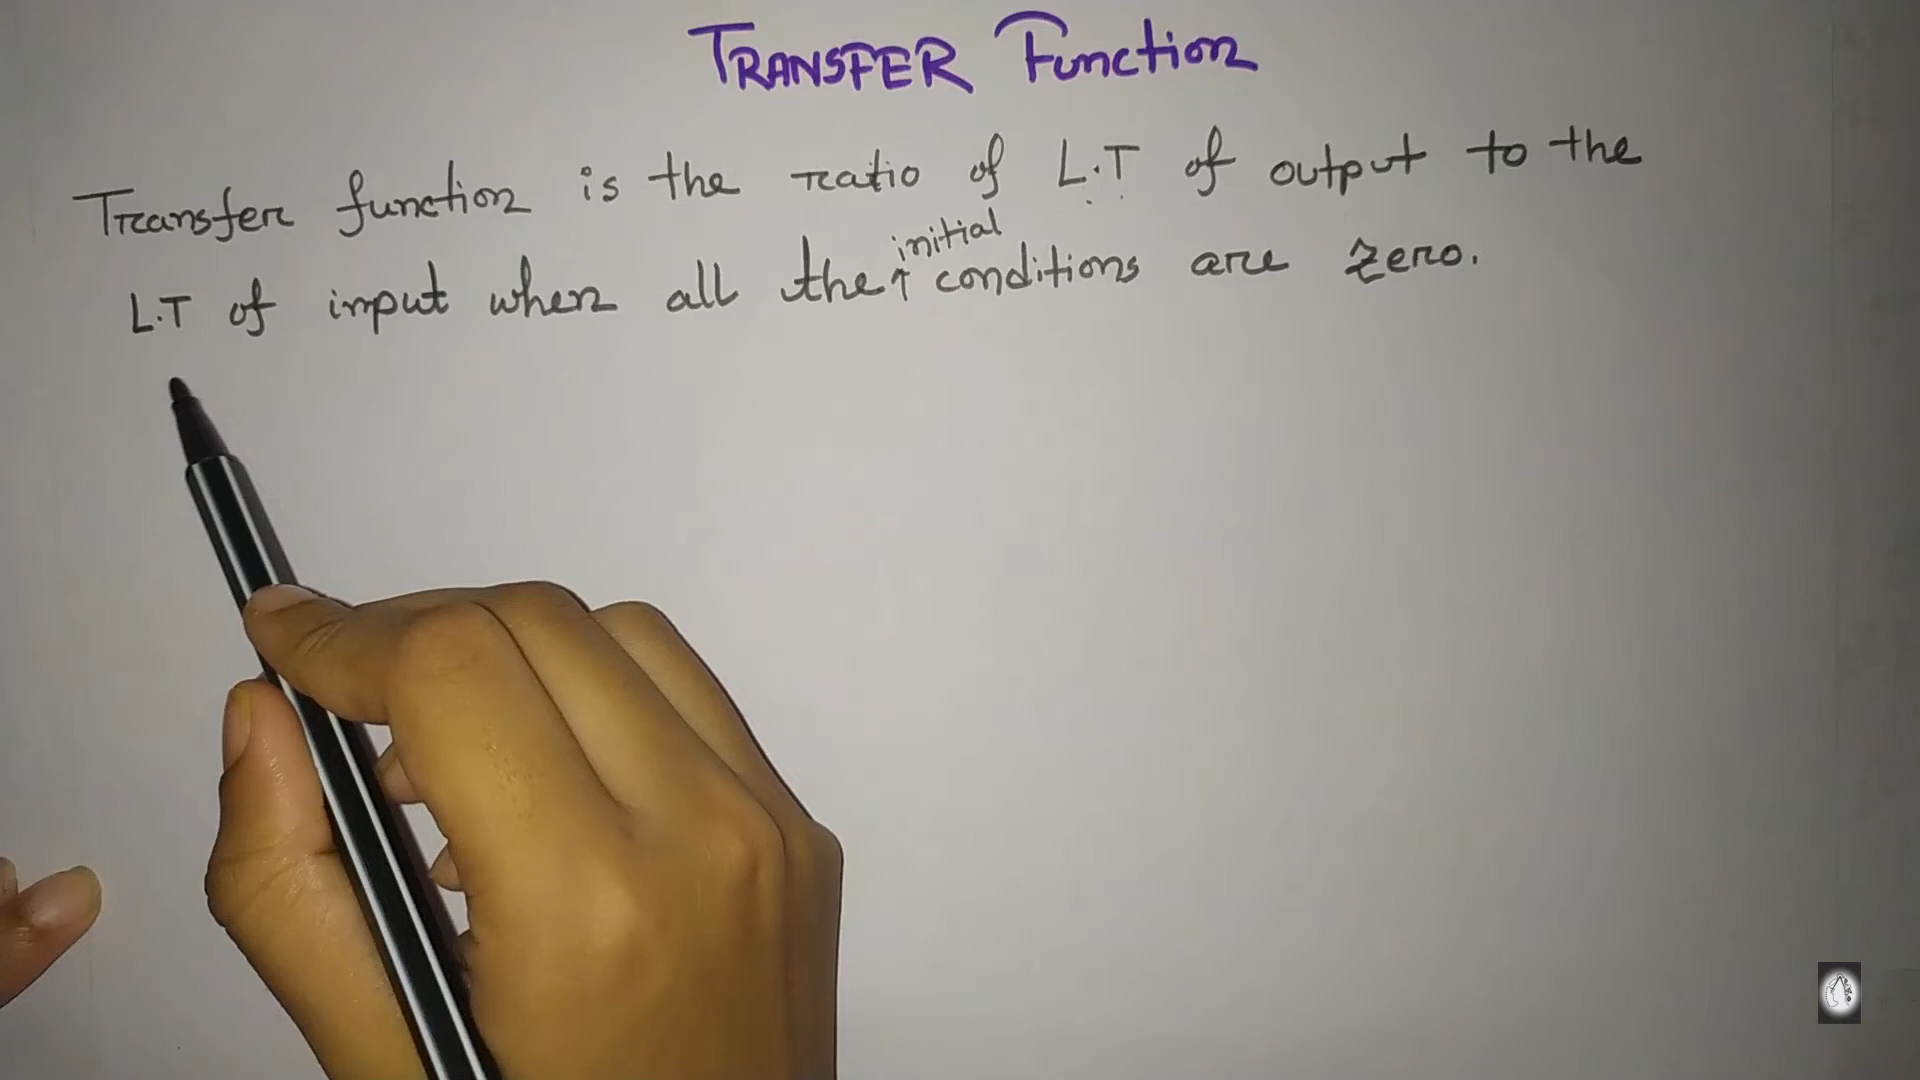 TRANSFER Function
Transfer function is the ratio of L.T of output to the
L.T of input when all the initial conditions are zero.